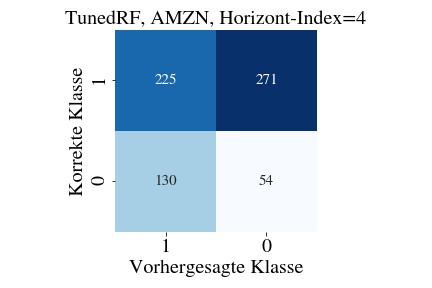 TunedRF, AMZN, Horizont-Index=4
Korrekte Klasse
1
225
271
0
130
54
1
0
Vorhergesagte Klasse